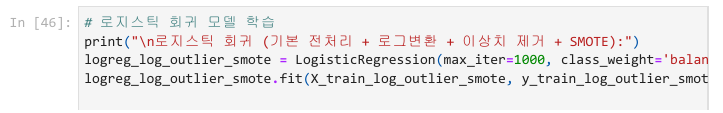 In [46]: # 로지스틱 회귀 모델 학습
print("\n로지스틱 회귀 (기본 전처리 + 로그변환 + 이상치 제거 + SMOTE):")
logreg_log_outlier_smote = LogisticRegression(max_iter=1000, class_weight='balan
logreg_log_outlier_smote.fit(X_train_log_outlier_smote, y_train_log_outlier_smot